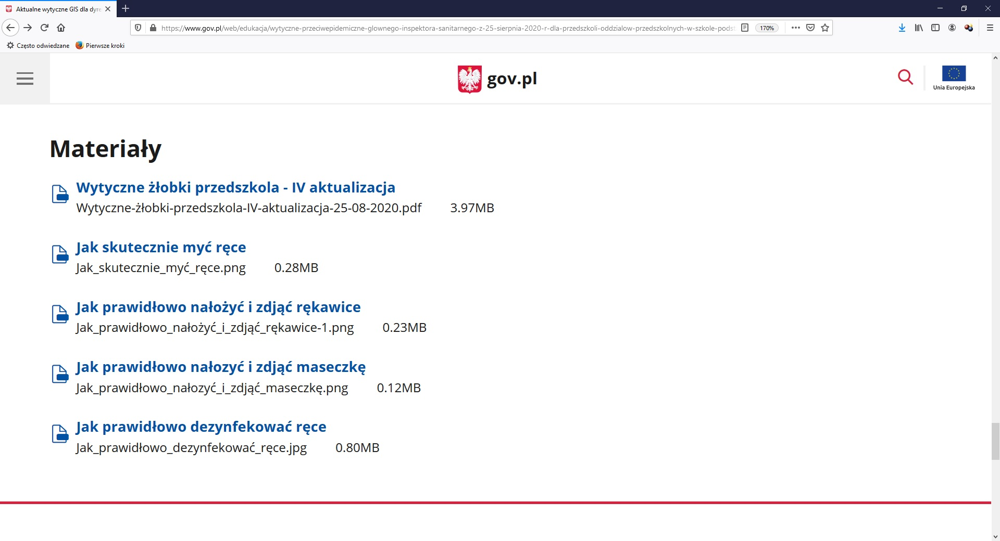 Aktualne wytyczne GIS dla dyre
https://www.gov.pl/web/edukacja/wytyczne-przeciwepidemiczne-glownego-inspektora-sanitarnego-z-25-sierpnia-2020-r-dla-przedszkoli-oddzialow-przedszkolnych-w-szkole-podst
170%
Często odwiedzane
Pierwsze kroki
gov.pl
Unia Europejska
Materiały
Wytyczne żłobki przedszkola - IV aktualizacja
Wytyczne-żłobki-przedszkola-IV-aktualizacja-25-08-2020.pdf 3.97MB
Jak skutecznie myć ręce
Jak_skutecznie_myć_ręce.png 0.28MB
Jak prawidłowo nałożyć i zdjąć rękawice
Jak_prawidłowo_nałożyć_i_zdjąć_rękawice-1.png 0.23MB
Jak prawidłowo nałozyć i zdjąć maseczkę
Jak_prawidłowo_nałozyć_i_zdjąć_maseczkę.png 0.12MB
Jak prawidłowo dezynfekować ręce
Jak_prawidłowo_dezynfekować_ręce.jpg 0.80MB